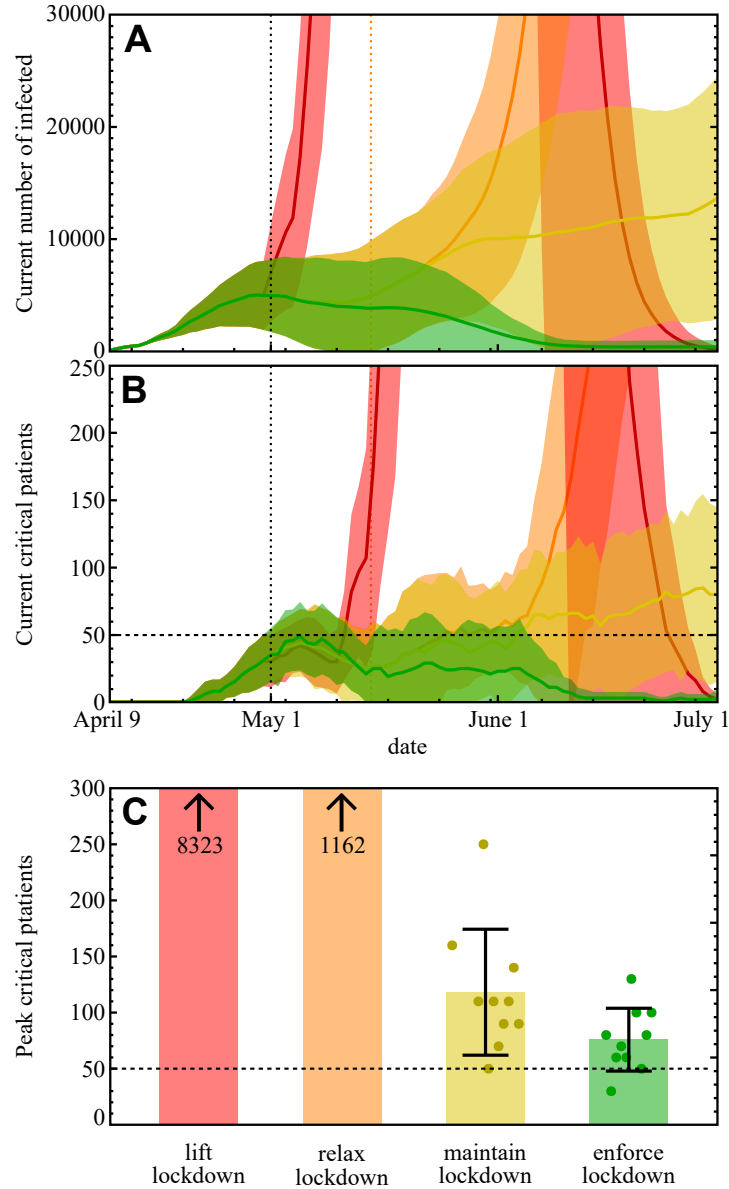 A
Current number of infected
30000
20000
10000
0
B
Current critical patients
250
200
150
100
50
0
April 9
May 1
June 1
July 1
date
C
Peak critical ptatients
300
250
200
150
100
50
0
8323
1162
lift
lockdown
relax
lockdown
maintain
lockdown
enforce
lockdown